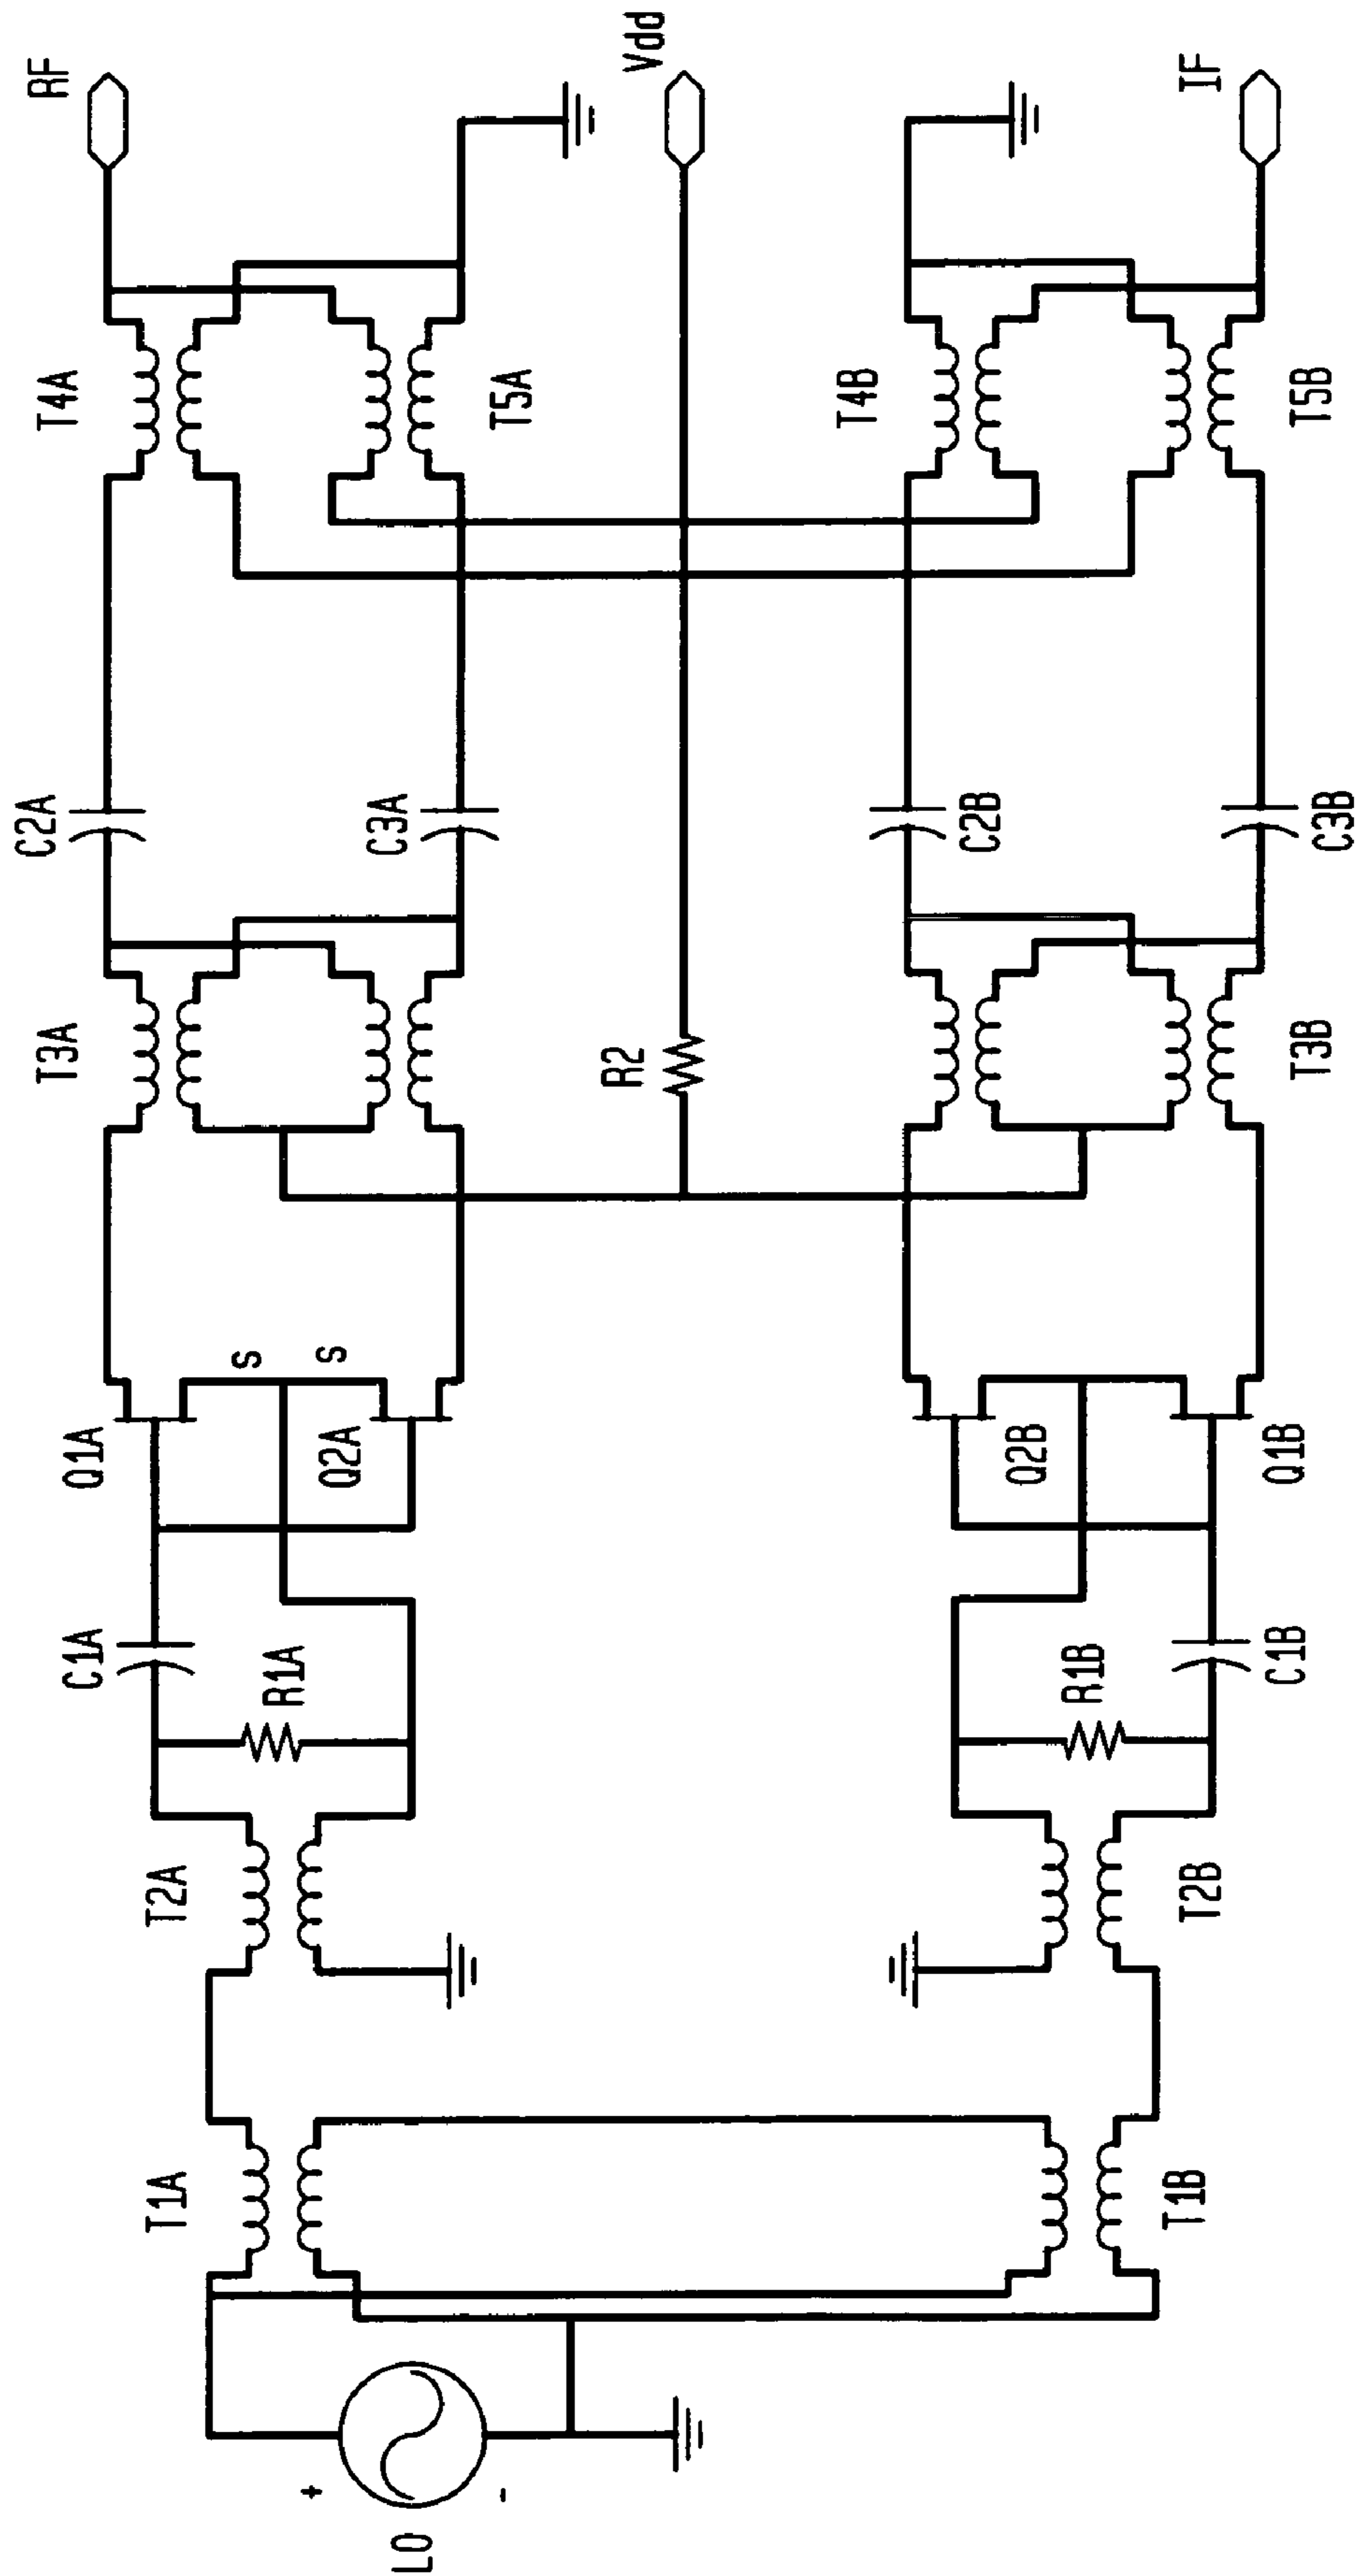 RF
Vdd
IF
T4A
T5A
T4B
T5B
C2A
C3A
C2B
C3B
T3A
R2
T3B
S
S
Q1A
Q2A
Q2B
Q1B
C1A
R1A
R1B
C1B
T2A
T2B
T1A
T1B
+
-
LO